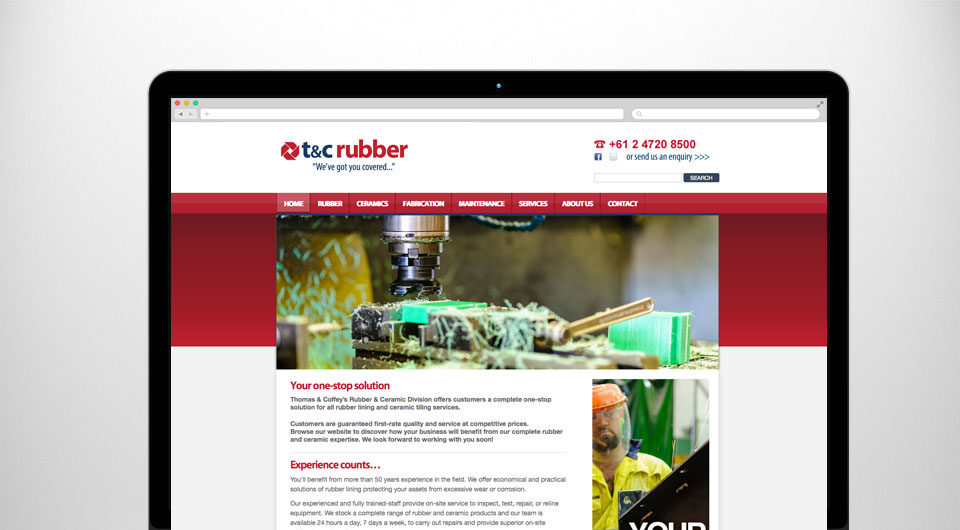 t&c rubber
"We've got you covered..."
+61 2 4720 8500
or send us an enquiry >>>
SEARCH
HOME RUBBER CERAMICS FABRICATION MAINTENANCE SERVICES ABOUT US CONTACT
Your one-stop solution
Thomas & Coffey's Rubber & Ceramic Division offers customers a complete one-stop
solution for all rubber lining and ceramic tiling services.
Customers are guaranteed first-rate quality and service at competitive prices.
Browse our website to discover how your business will benefit from our complete rubber
and ceramic expertise. We look forward to working with you soon!
Experience counts...
You'll benefit from more than 50 years experience in the field. We offer economical and practical
solutions of rubber lining protecting your assets from excessive wear or corrosion.
Our experienced and fully trained-staff provide on-site service to inspect, test, repair, or reline
equipment. We stock a complete range of rubber and ceramic products and our team is
available 24 hours a day, 7 days a week, to carry out repairs and provide superior on-site
YOUR